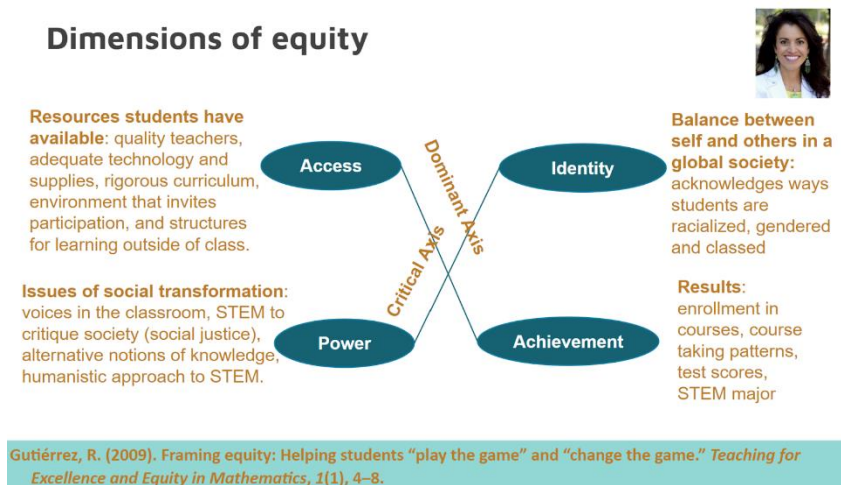 Dimensions of equity
Resources students have
available: quality teachers,
adequate technology and
supplies, rigorous curriculum,
environment that invites
participation, and structures
for learning outside of class.
Access
Dominant Axis
Identity
Balance between
self and others in a
global society:
acknowledges ways
students are
racialized, gendered
and classed
Issues of social transformation:
voices in the classroom, STEM to
critique society (social justice),
alternative notions of knowledge,
humanistic approach to STEM.
Critical Axis
Power
Achievement
Results:
enrollment in
courses, course
taking patterns,
test scores,
STEM major
Gutiérrez, R. (2009). Framing equity: Helping students “play the game” and “change the game.” Teaching for
Excellence and Equity in Mathematics, 1(1), 4–8.